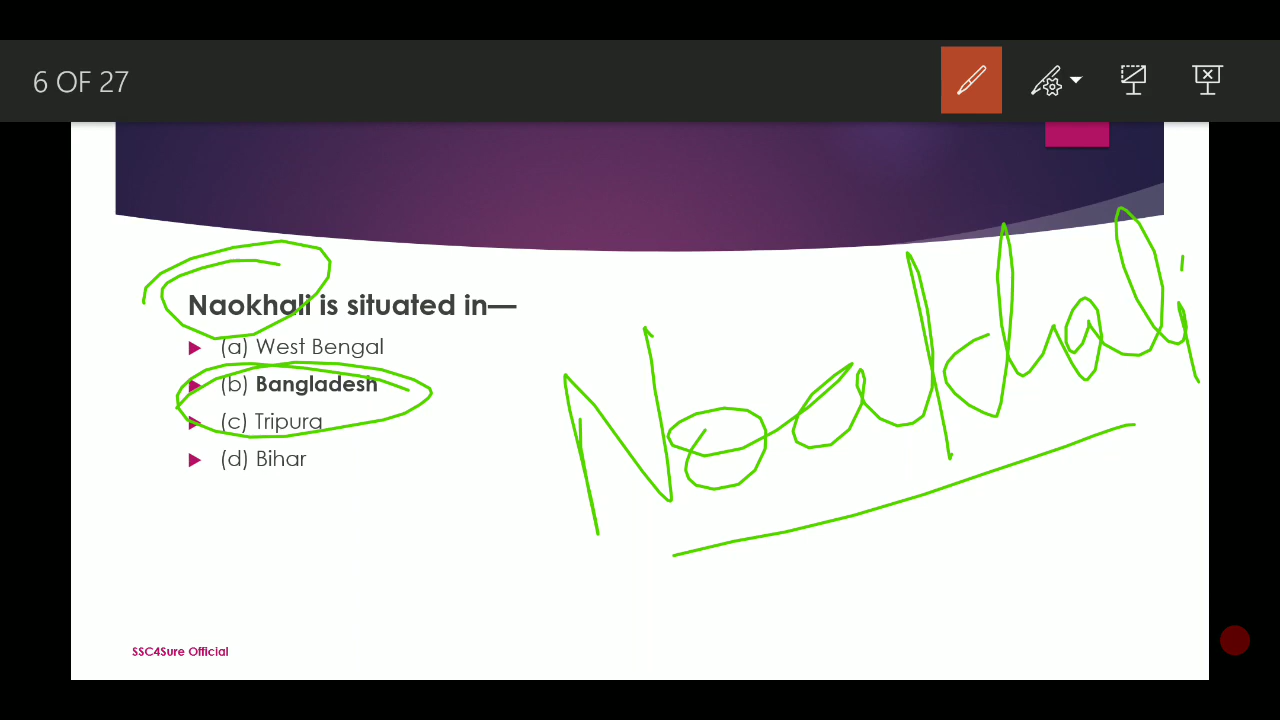 6 OF 27
Naokhali is situated in—
(a) West Bengal
(b) Bangladesh
(c) Tripura
(d) Bihar
Noakhali
SSC4Sure Official